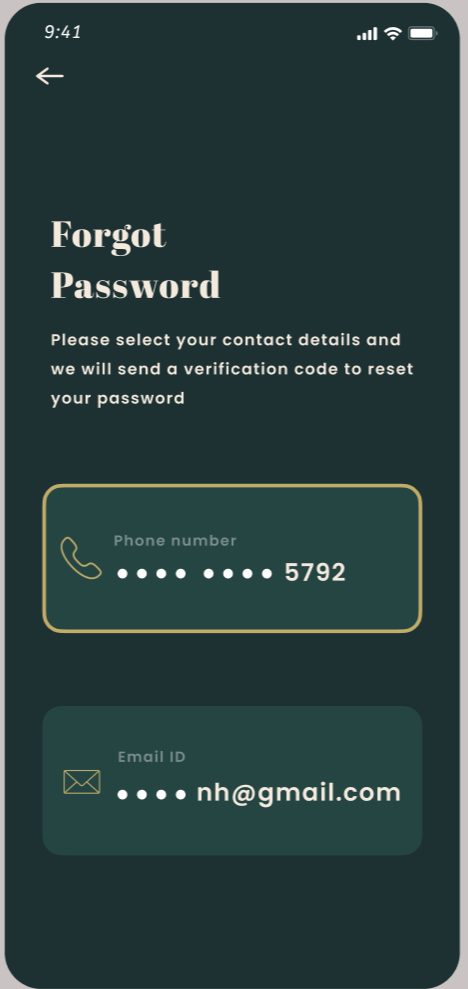 9:41
Forgot
Password
Please select your contact details and
we will send a verification code to reset
your password
Phone number
●●●● ●●●● 5792
Email ID
●●●● nh@gmail.com